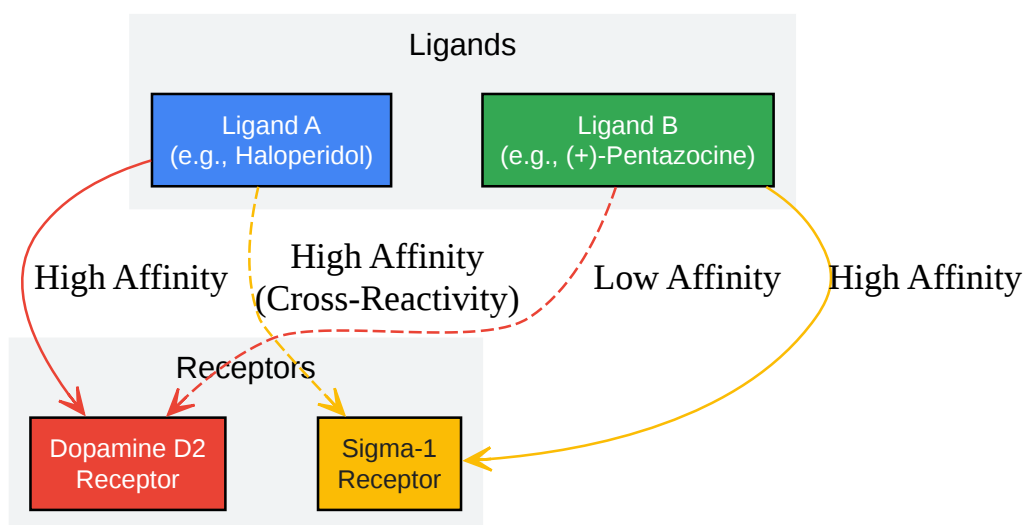 Ligands
Ligand A
(e.g., Haloperidol)
Ligand B
(e.g., (+)-Pentazocine)
High Affinity
High Affinity
(Cross-Reactivity)
Low Affinity
High Affinity
Receptors
Dopamine D2
Receptor
Sigma-1
Receptor